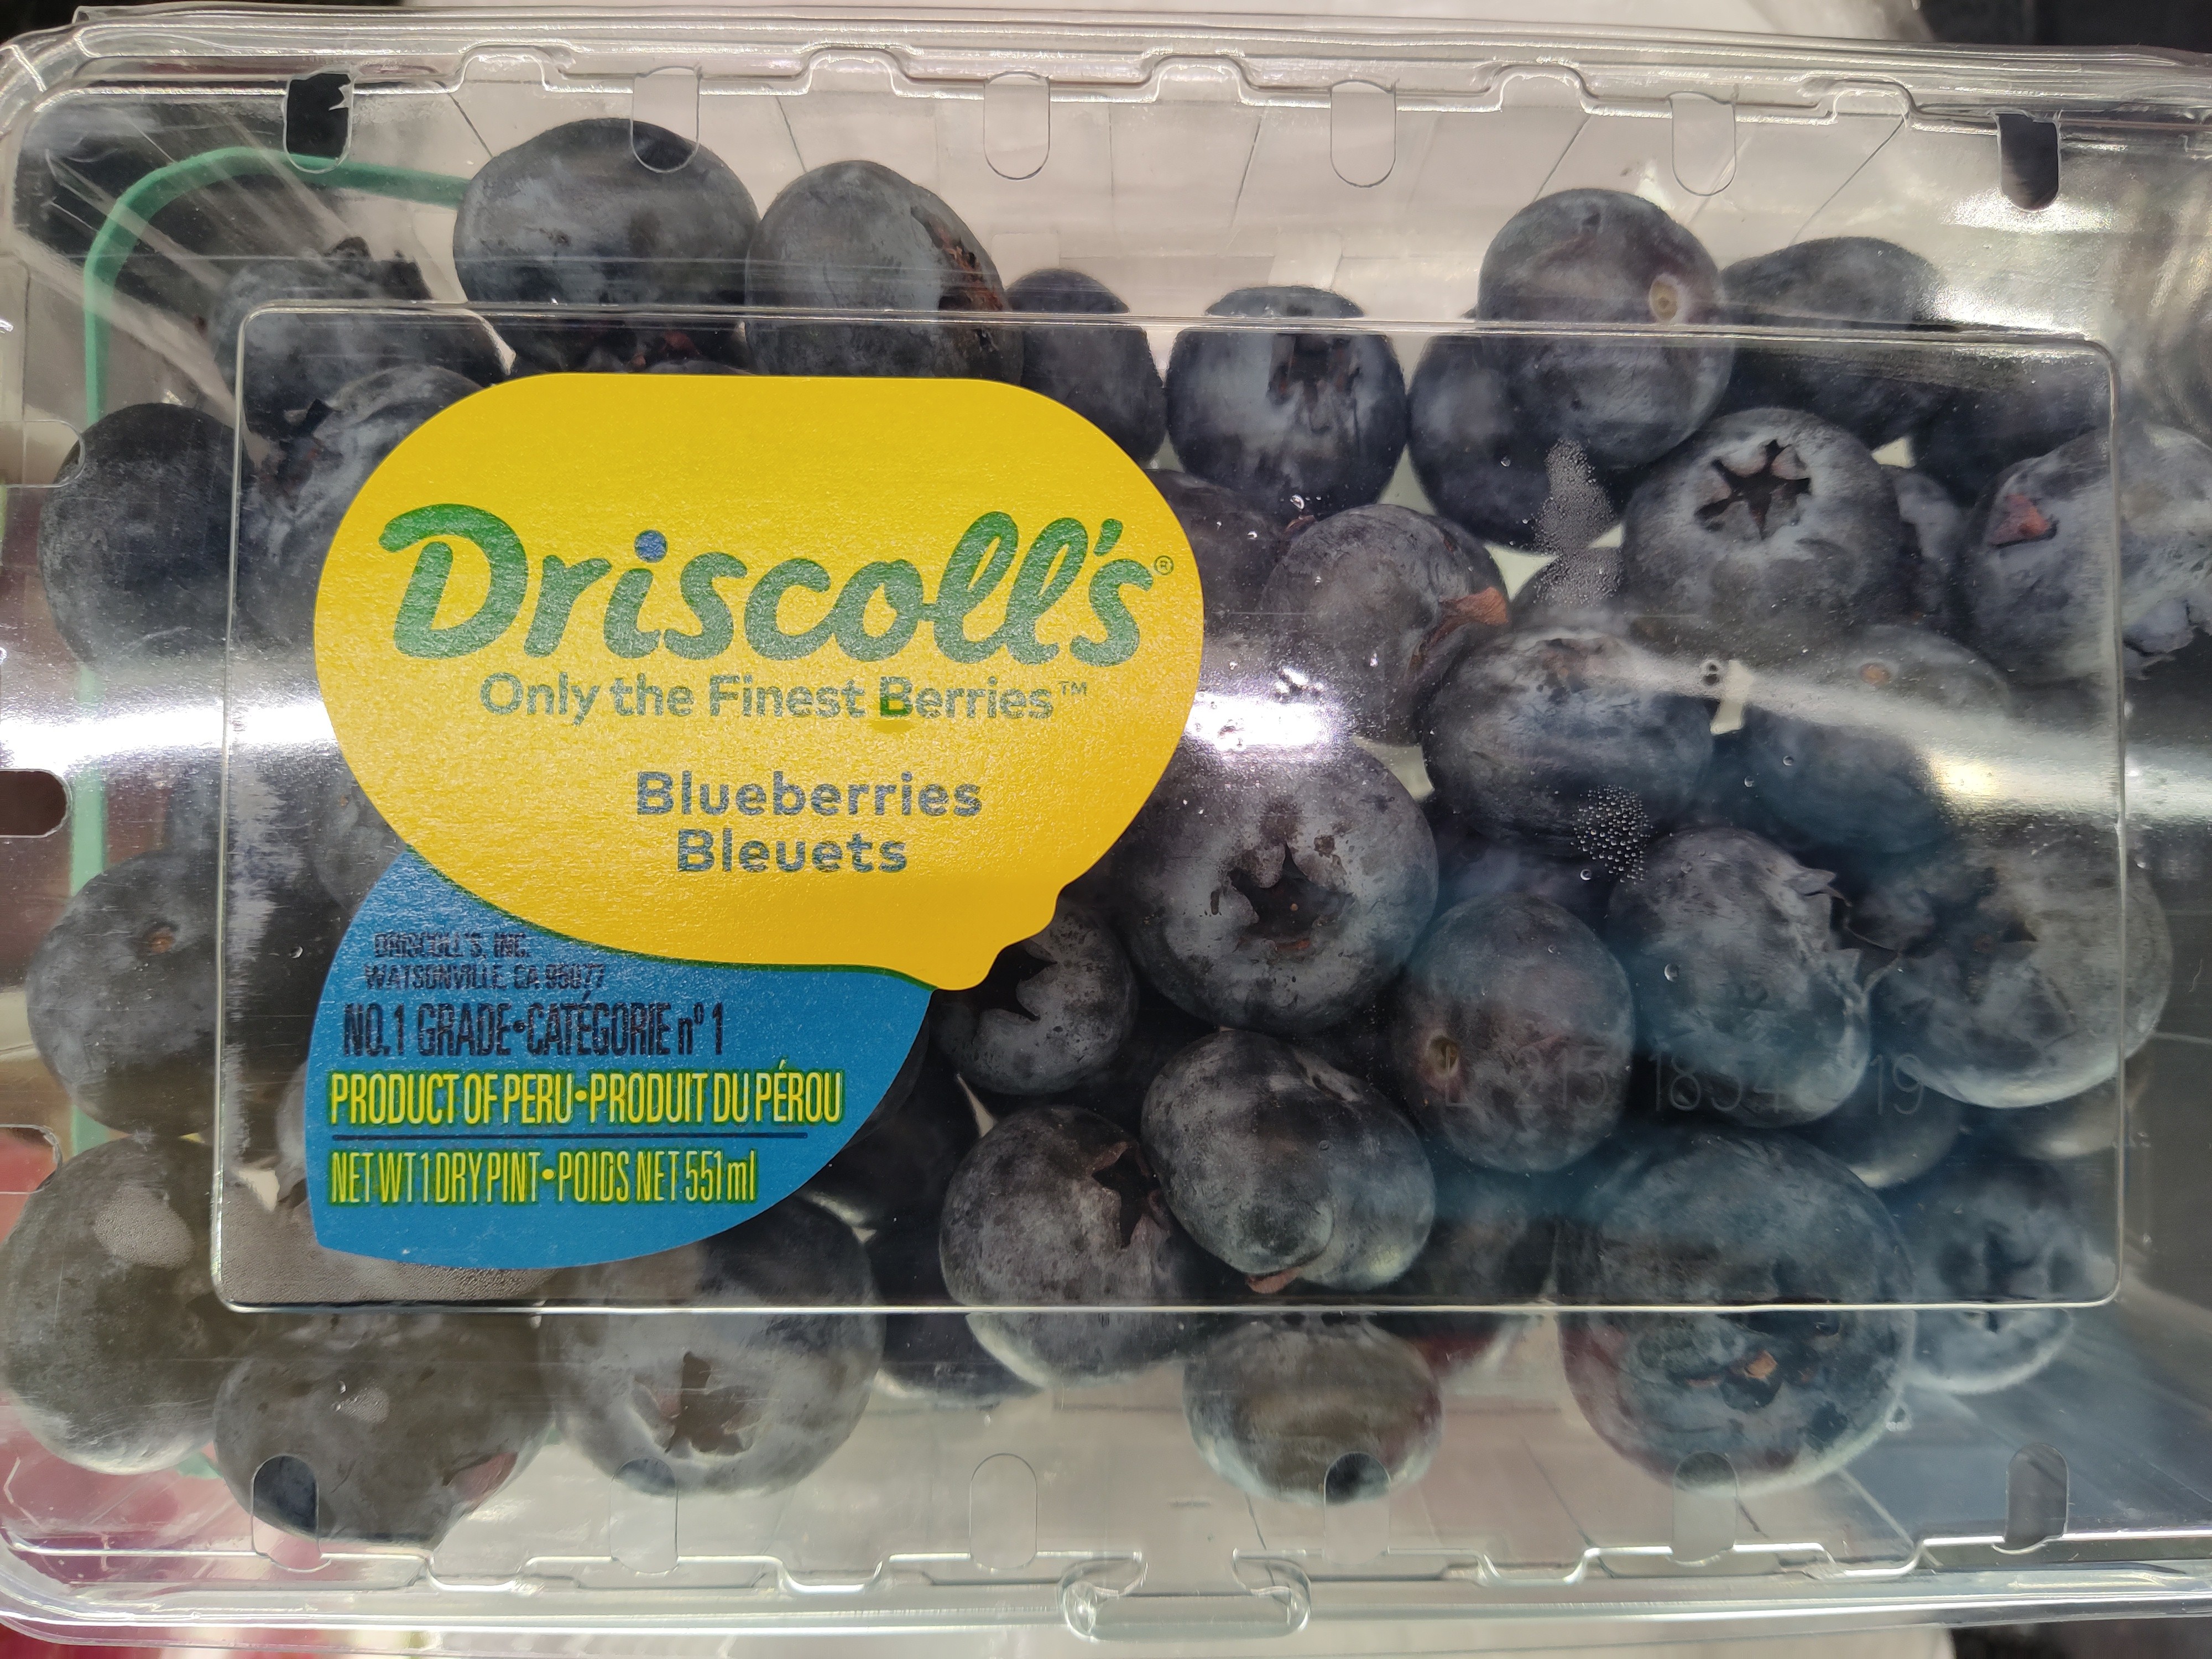 Driscoll's®
Only the Finest Berries™
Blueberries
Bleuets
DRISCOLL'S, INC.
WATSONVILLE, CA 95077
NO.1 GRADE•CATÉGORIE nº 1
PRODUCT OF PERU•PRODUIT DU PÉROU
NET WT 1 DRY PINT•POIDS NET 551 ml